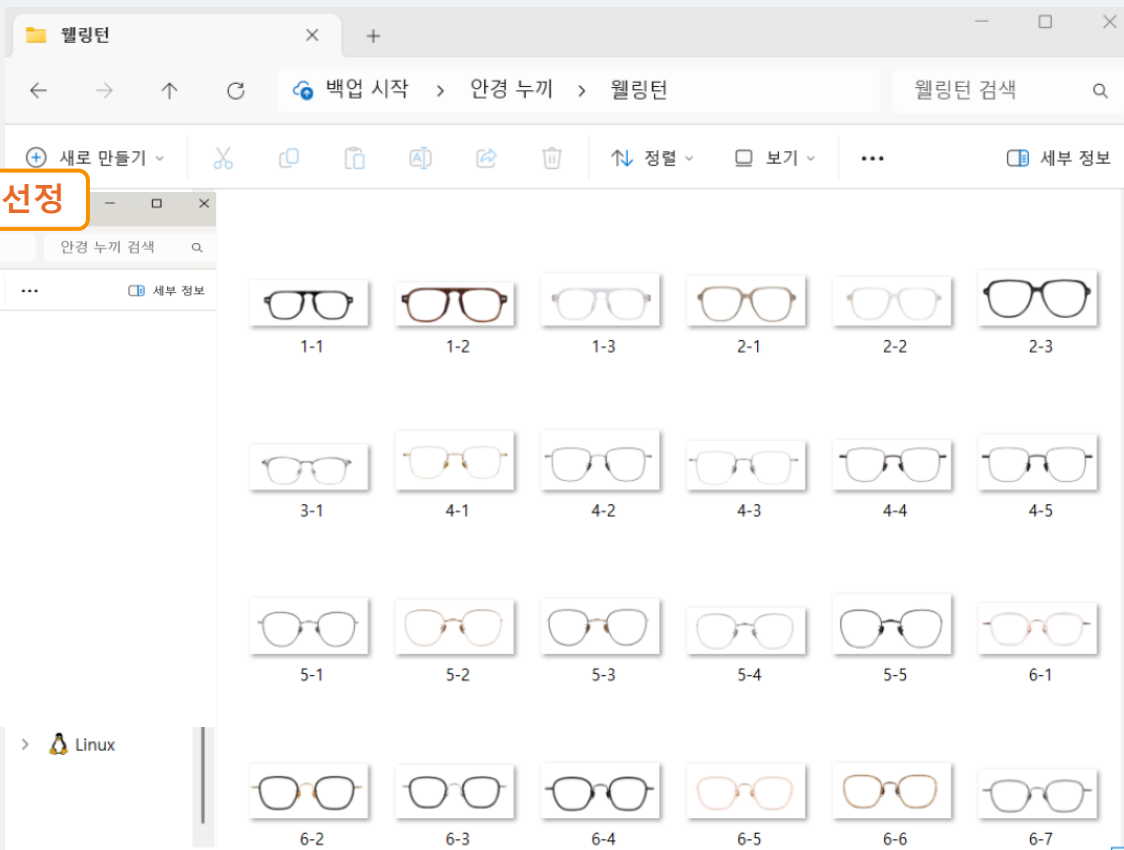 웰링턴
백업 시작 > 안경 누끼 > 웰링턴
웰링턴 검색
새로 만들기
정렬
보기
세부 정보
선정
안경 누끼 검색
세부 정보
1-1 1-2 1-3 2-1 2-2 2-3
3-1 4-1 4-2 4-3 4-4 4-5
5-1 5-2 5-3 5-4 5-5 6-1
Linux
6-2 6-3 6-4 6-5 6-6 6-7